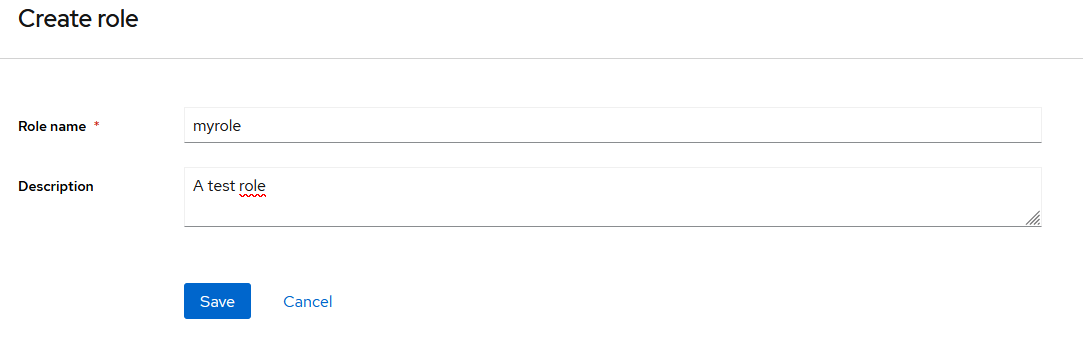 Create role
Role name *
myrole
Description
A test role
Save
Cancel